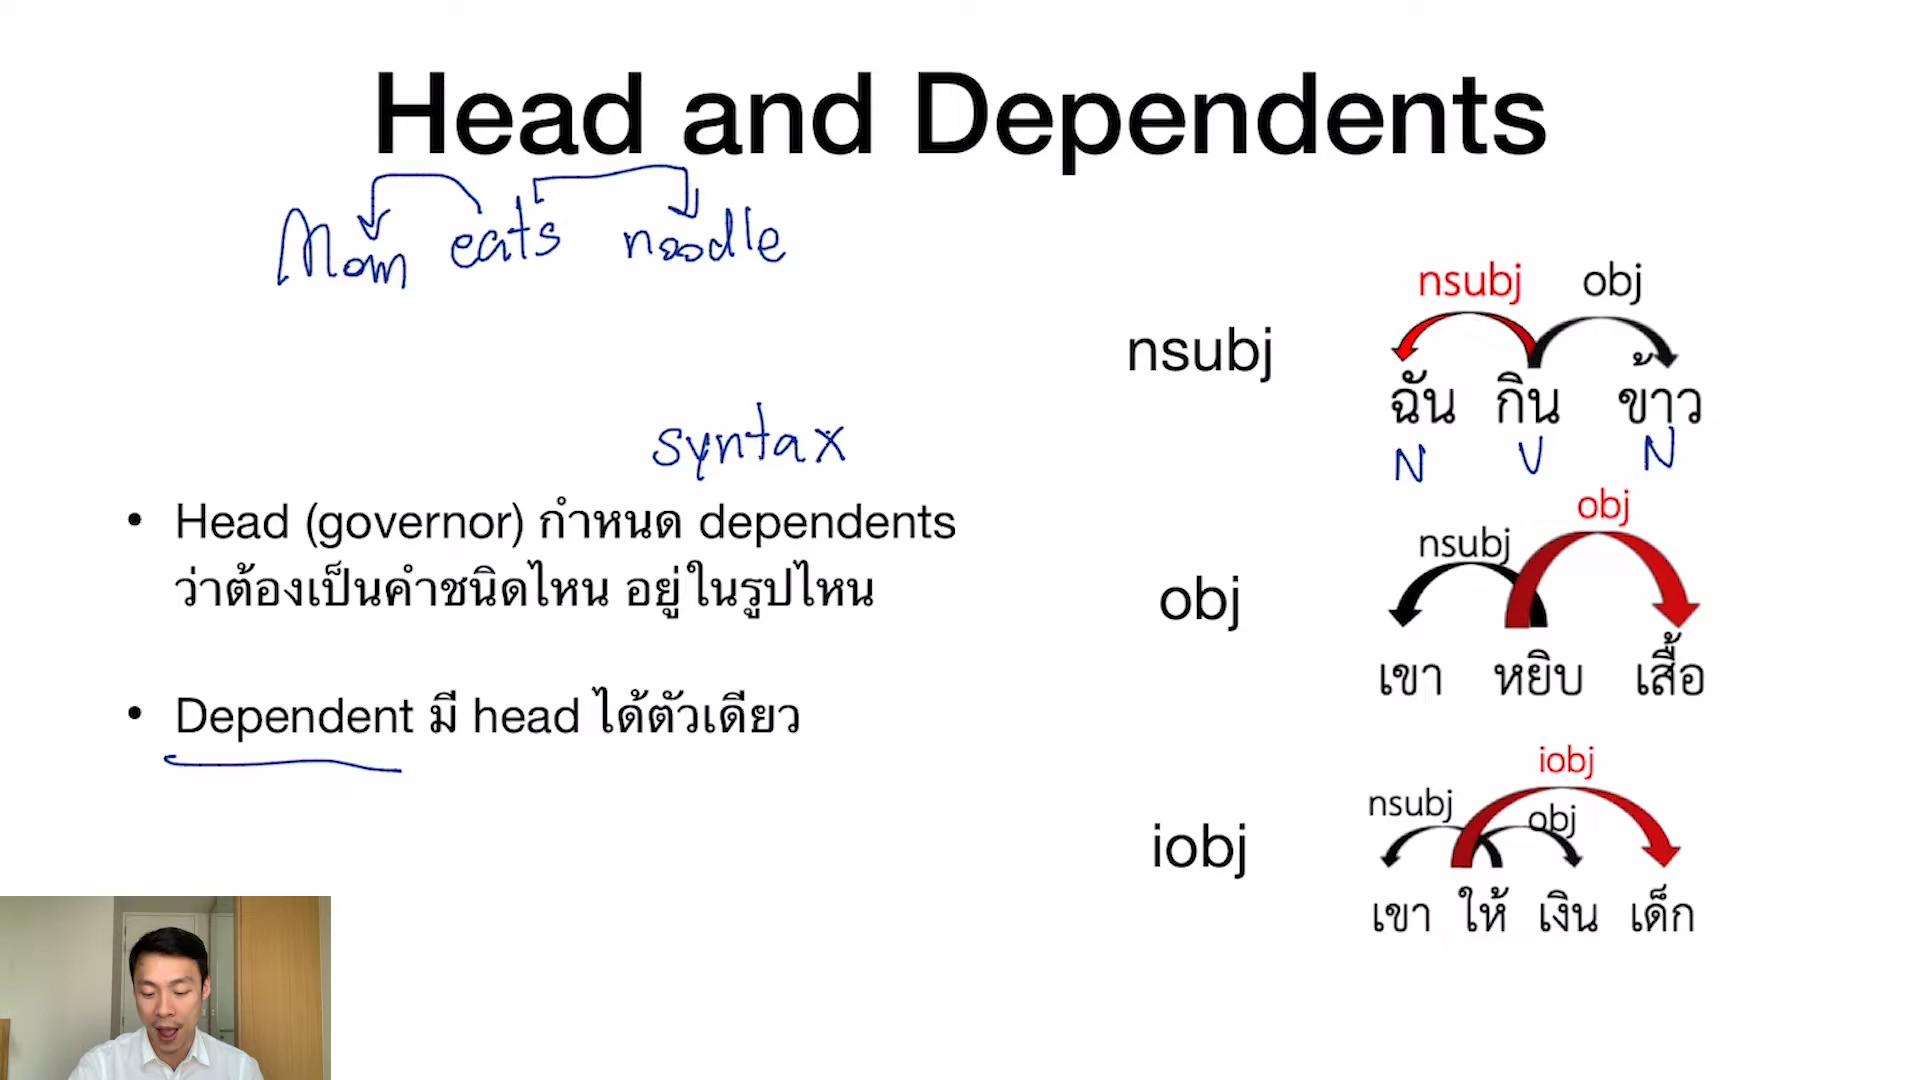 Head and Dependents
Mom eats noodle
syntax
• Head (governor) กำหนด dependents
ว่าต้องเป็นคำชนิดไหน อยู่ในรูปไหน
• Dependent มี head ได้ตัวเดียว
nsubj
nsubj obj
ฉัน กิน ข้าว
N V N
obj
obj
nsubj
เขา หยิบ เสื้อ
iobj
iobj
nsubj obj
เขา ให้ เงิน เด็ก